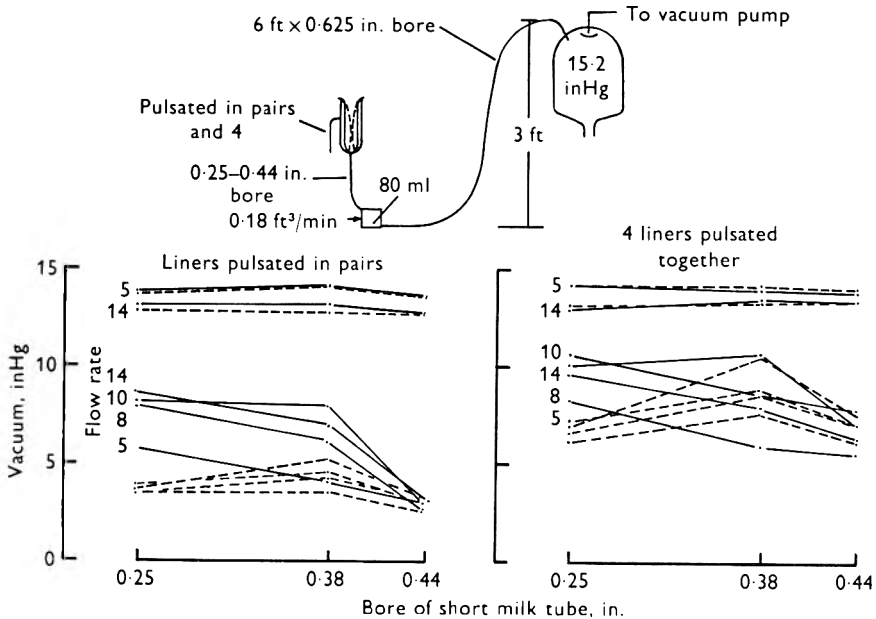 6 ft × 0·625 in. bore
To vacuum pump
15·2
inHg
Pulsated in pairs
and 4
3 ft
0·25–0·44 in.
bore
80 ml
0·18 ft³/min
Liners pulsated in pairs
4 liners pulsated
together
Vacuum, inHg
15
10
5
0
Flow rate
5
14
14
10
8
5
5
14
10
14
8
5
0·25
0·38
0·44
0·25
0·38
0·44
Bore of short milk tube, in.